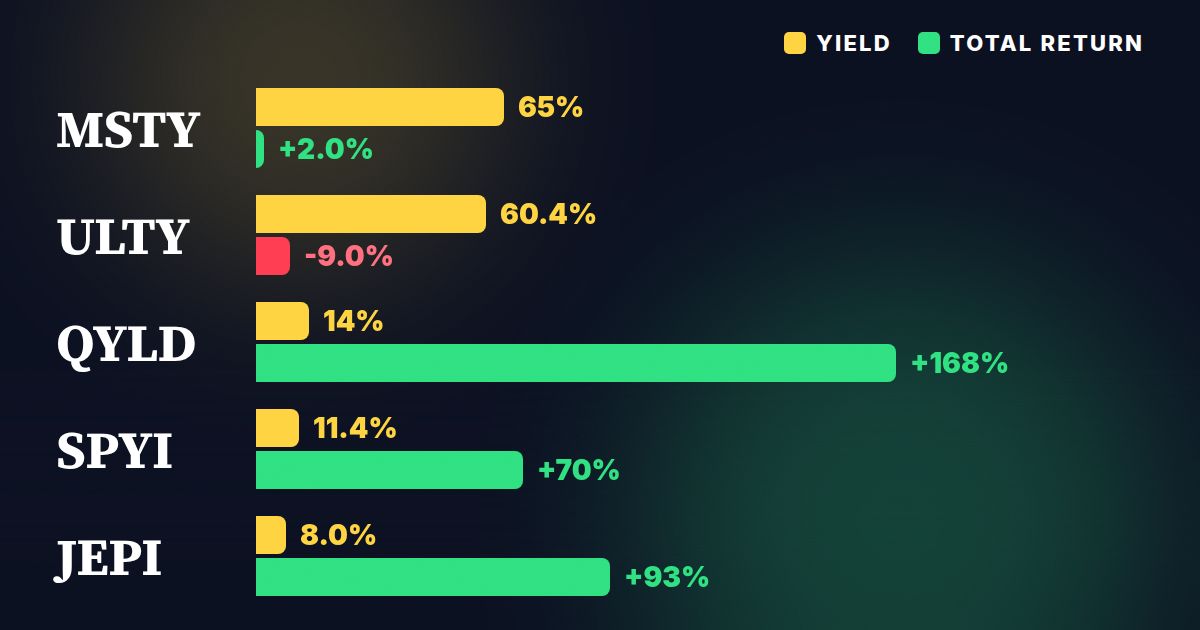 YIELD TOTAL RETURN
MSTY
65%
+2.0%
ULTY
60.4%
-9.0%
QYLD
14%
+168%
SPYI
11.4%
+70%
JEPI
8.0%
+93%